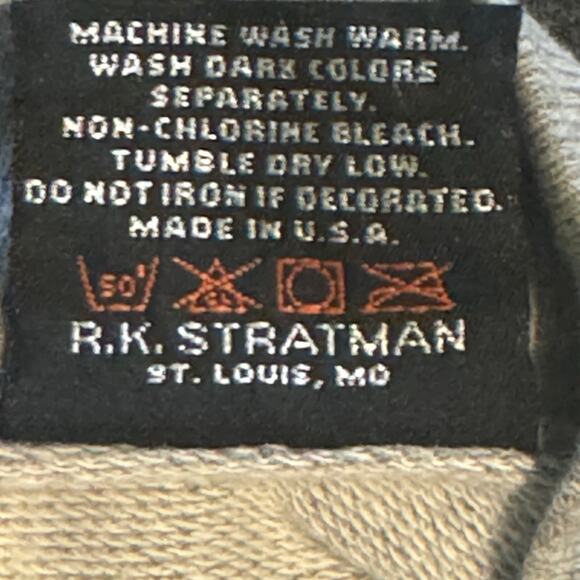 MACHINE WASH WARM.
WASH DARK COLORS
SEPARATELY.
NON-CHLORINE BLEACH.
TUMBLE DRY LOW.
DO NOT IRON IF DECORATED.
MADE IN U.S.A.
50° CL
R.K. STRATMAN
ST. LOUIS, MO